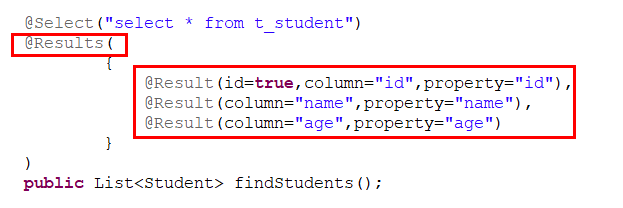 @Select("select * from t_student")
@Results(
{
@Result(id=true,column="id",property="id"),
@Result(column="name",property="name"),
@Result(column="age",property="age")
}
)
public List<Student> findStudents();